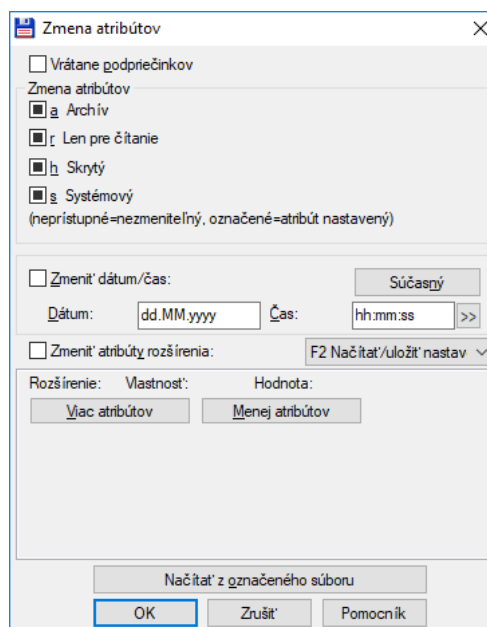 Zmena atribútov
Vrátane podpriečinkov
Zmena atribútov
a Archív
r Len pre čítanie
h Skrytý
s Systémový
(neprístupné=nezmeniteľný, označené=atribút nastavený)
Zmeniť dátum/čas:
Súčasný
Dátum: dd.MM.yyyy Čas: hh:mm:ss >>
Zmeniť atribúty rozšírenia: F2 Načítať/uložiť nastav
Rozšírenie: Vlastnosť: Hodnota:
Viac atribútov Menej atribútov
Načítať z označeného súboru
OK Zrušiť Pomocník